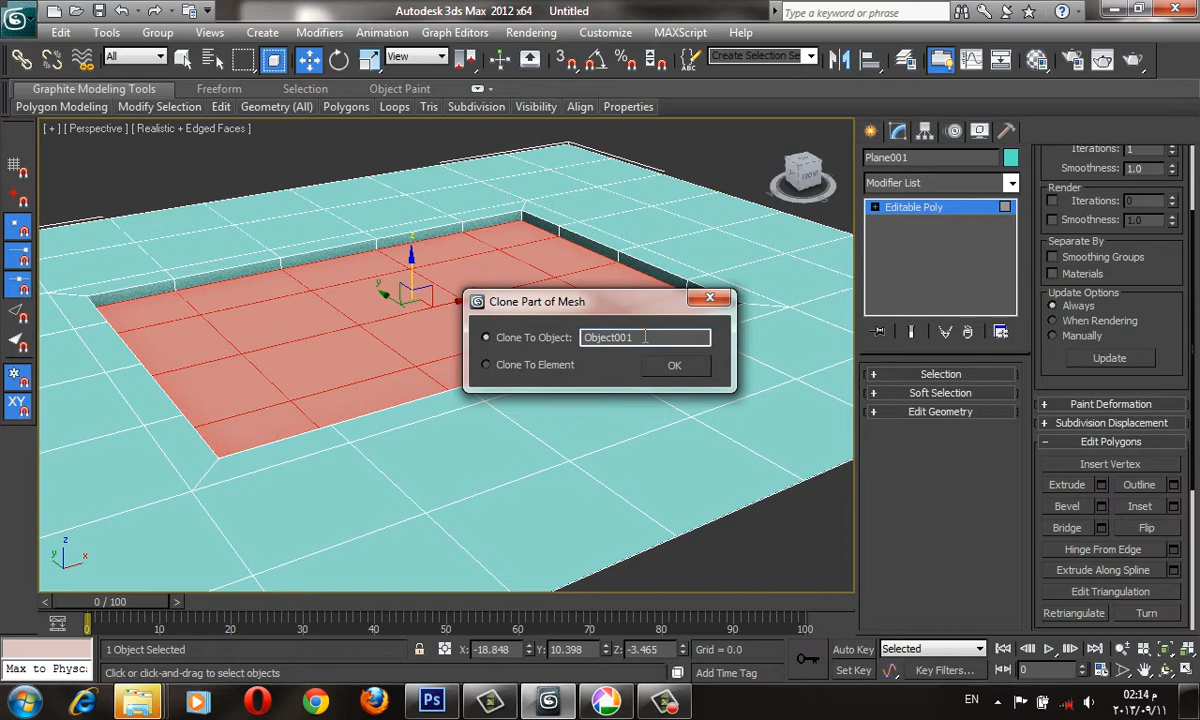 Autodesk 3ds Max 2012 x64 Untitled
Type a keyword or phrase
Edit Tools Group Views Create Modifiers Animation Graph Editors Rendering Customize MAXScript Help
All View 3 Create Selection Se
Graphite Modeling Tools Freeform Selection Object Paint
Polygon Modeling Modify Selection Edit Geometry (All) Polygons Loops Tris Subdivision Visibility Align Properties
[ + ] [ Perspective ] [ Realistic + Edged Faces ]
Plane001
Modifier List
Editable Poly
Iterations: 1
Smoothness: 1.0
Render
Iterations: 0
Smoothness: 1.0
Separate By
Smoothing Groups
Materials
Update Options
Always
When Rendering
Manually
Update
z
y
Clone Part of Mesh
Clone To Object: Object001
Clone To Element
OK
Selection
Soft Selection
Edit Geometry
Paint Deformation
Subdivision Displacement
Edit Polygons
Insert Vertex
Extrude Outline
Bevel Inset
Bridge Flip
Hinge From Edge
Extrude Along Spline
Edit Triangulation
Retriangulate Turn
XY
z
y
x
0 / 100
0 10 20 30 40 50 60 70 80 90 100
1 Object Selected X: -18.848 Y: 10.398 Z: -3.465 Grid = 0.0 Auto Key Selected
Max to Physc Click or click-and-drag to select objects Add Time Tag Set Key Key Filters... 0
Ps EN م 02:14
٢٠١٣/٠٩/١١